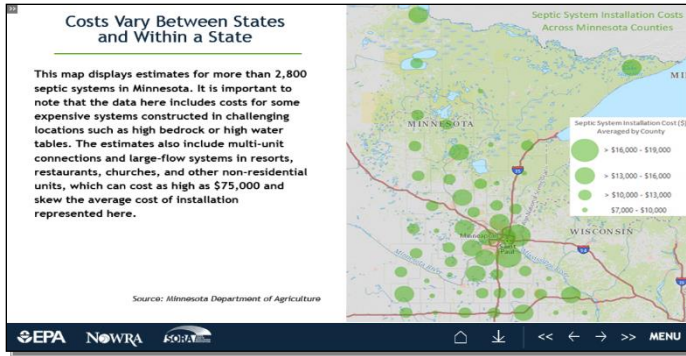 Costs Vary Between States
and Within a State
This map displays estimates for more than 2,800
septic systems in Minnesota. It is important to
note that the data here includes costs for some
expensive systems constructed in challenging
locations such as high bedrock or high water
tables. The estimates also include multi-unit
connections and large-flow systems in resorts,
restaurants, churches, and other non-residential
units, which can cost as high as $75,000 and
skew the average cost of installation
represented here.
Source: Minnesota Department of Agriculture
Septic System Installation Costs
Across Minnesota Counties
MINNESOTA
Septic System Installation Cost ($)
Averaged by County
> $16,000 - $19,000
> $13,000 - $16,000
> $10,000 - $13,000
$7,000 - $10,000
WISCONSIN
EPA NOWRA SORA
<< ← → >> MENU